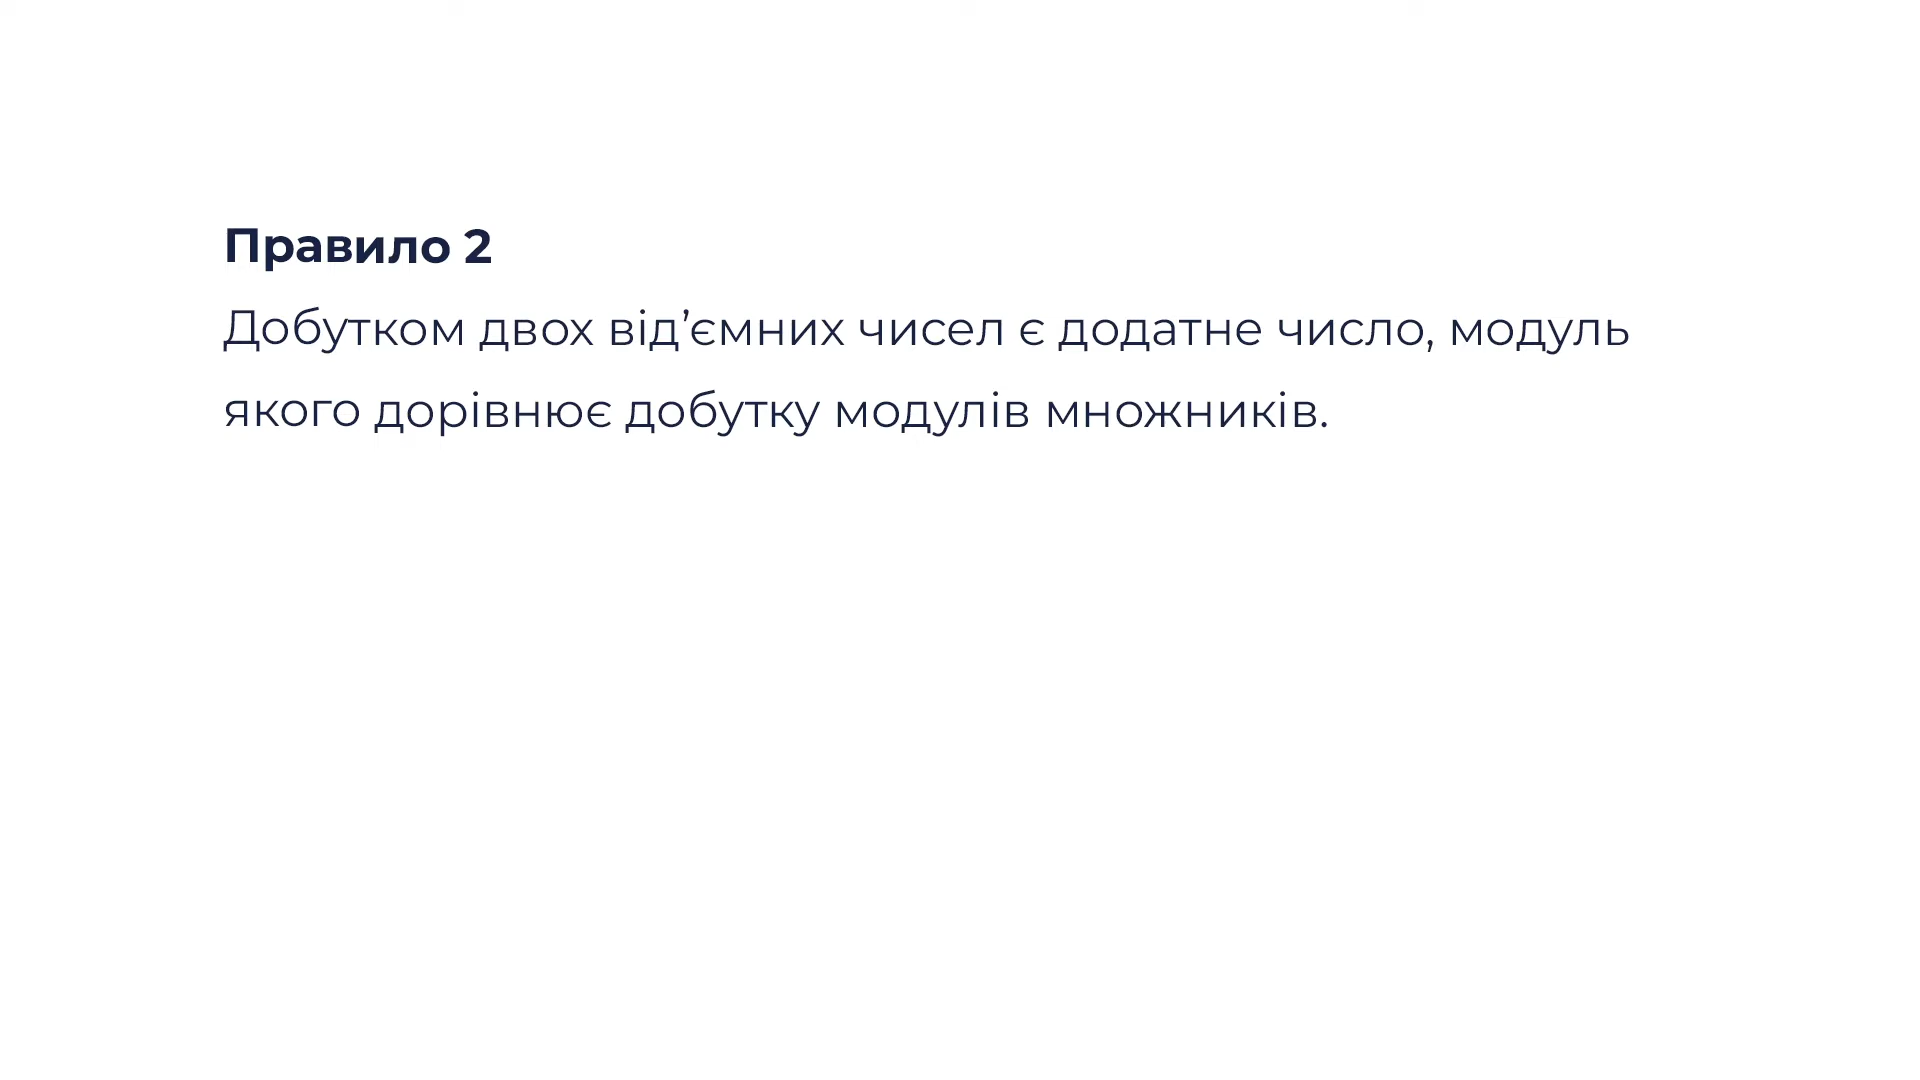 Правило 2
Добутком двох від’ємних чисел є додатне число, модуль
якого дорівнює добутку модулів множників.